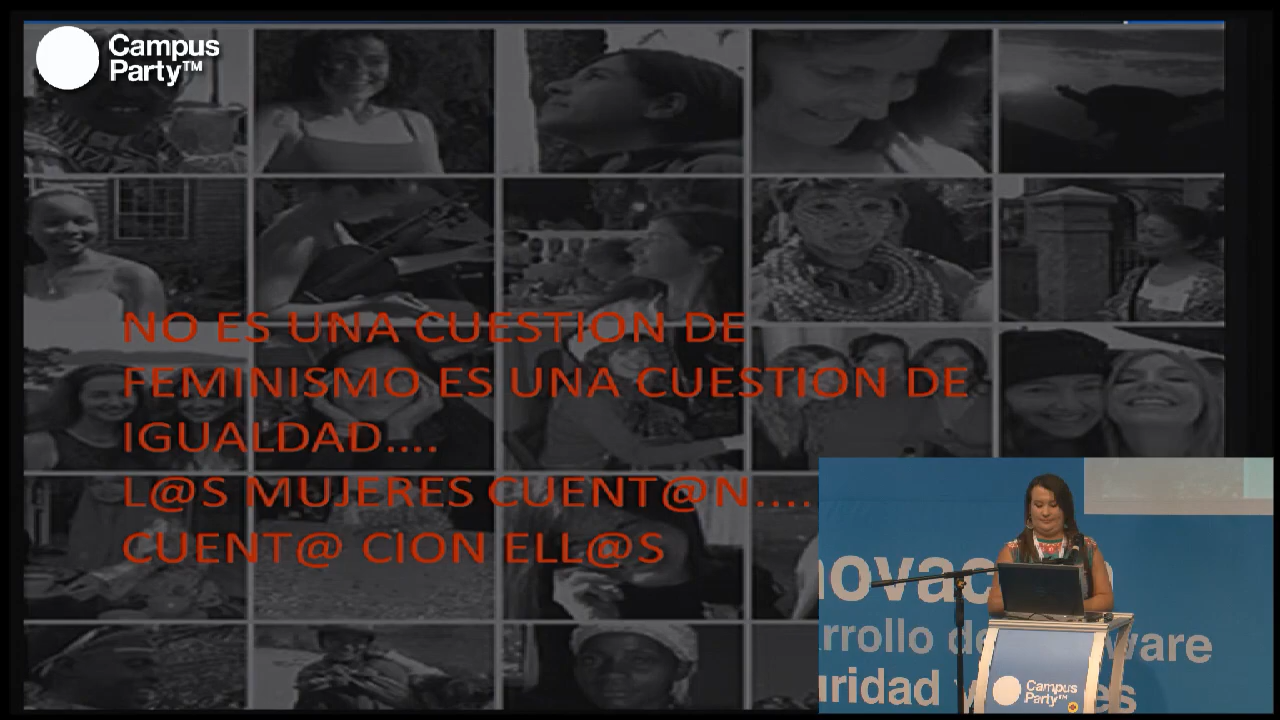 Campus
Party™
NO ES UNA CUESTION DE
FEMINISMO ES UNA CUESTION DE
IGUALDAD....
L@S MUJERES CUENT@N....
CUENT@ CION ELL@S
Campus
Party